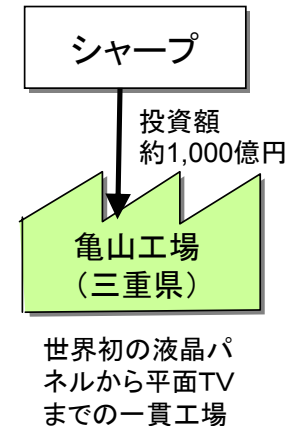 シャープ
投資額
約1,000億円
亀山工場
（三重県）
世界初の液晶パ
ネルから平面TV
までの一貫工場